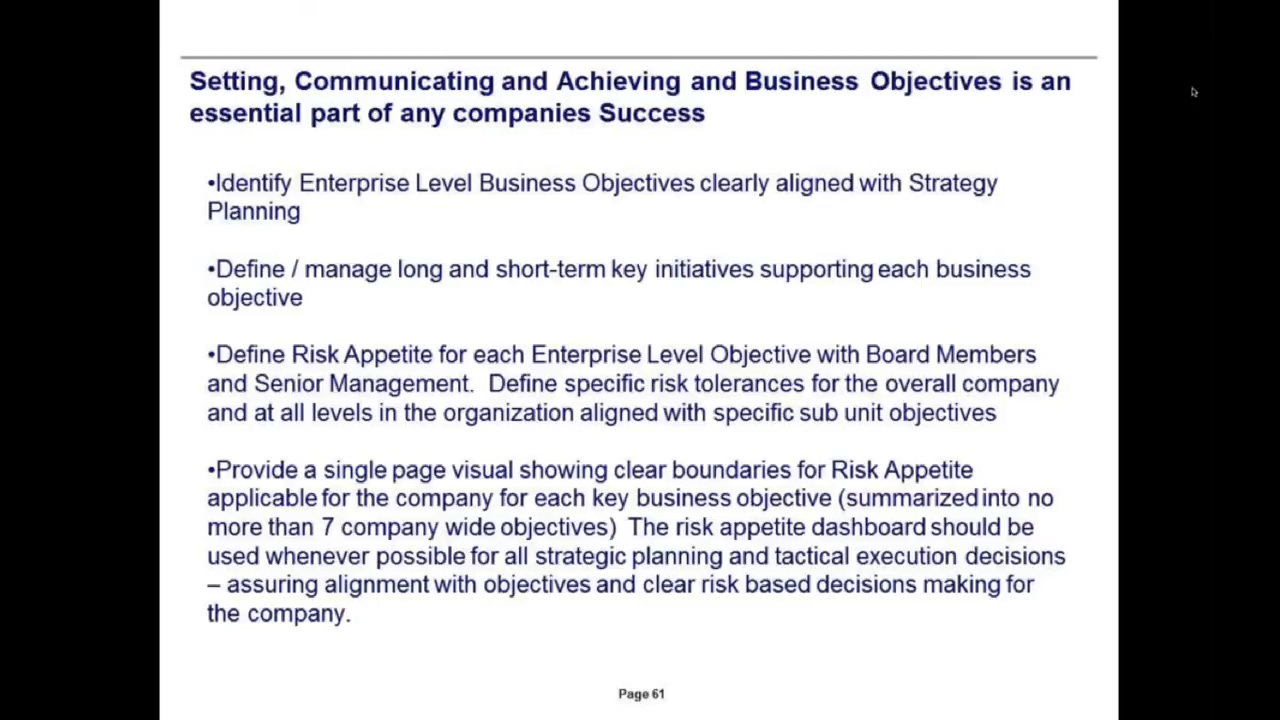 Setting, Communicating and Achieving and Business Objectives is an
essential part of any companies Success
•Identify Enterprise Level Business Objectives clearly aligned with Strategy
Planning
•Define / manage long and short-term key initiatives supporting each business
objective
•Define Risk Appetite for each Enterprise Level Objective with Board Members
and Senior Management.  Define specific risk tolerances for the overall company
and at all levels in the organization aligned with specific sub unit objectives
•Provide a single page visual showing clear boundaries for Risk Appetite
applicable for the company for each key business objective (summarized into no
more than 7 company wide objectives)  The risk appetite dashboard should be
used whenever possible for all strategic planning and tactical execution decisions
– assuring alignment with objectives and clear risk based decisions making for
the company.
Page 61